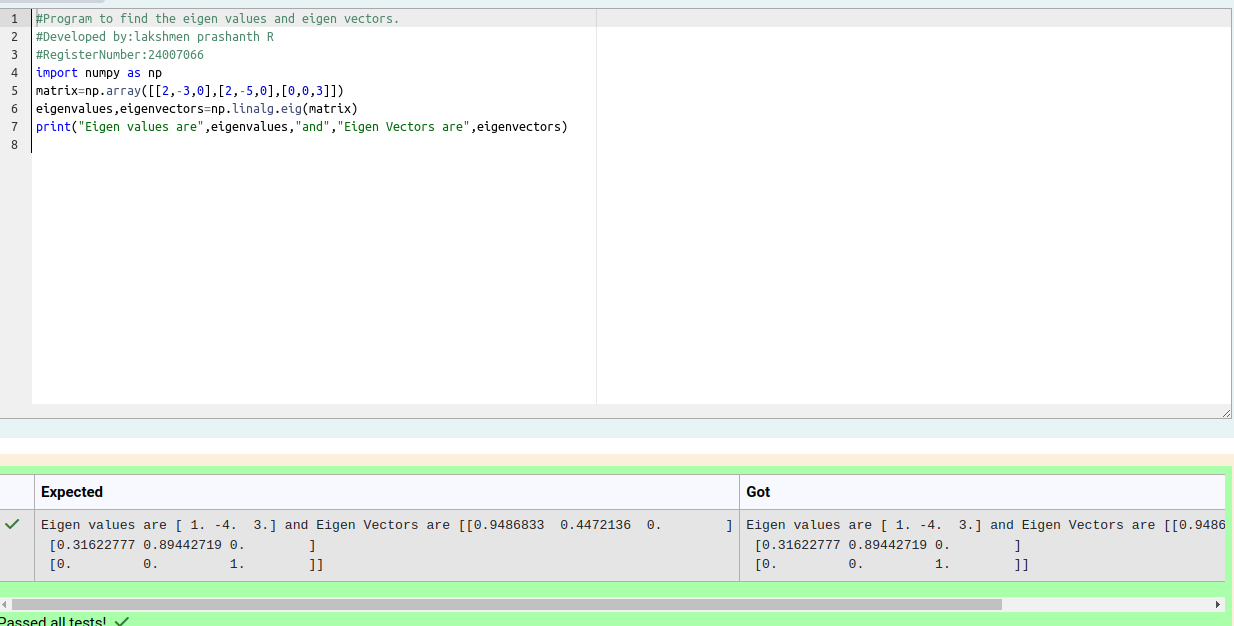 1 #Program to find the eigen values and eigen vectors.
2 #Developed by:lakshmen prashanth R
3 #RegisterNumber:24007066
4 import numpy as np
5 matrix=np.array([[2,-3,0],[2,-5,0],[0,0,3]])
6 eigenvalues,eigenvectors=np.linalg.eig(matrix)
7 print("Eigen values are",eigenvalues,"and","Eigen Vectors are",eigenvectors)
8
Expected Got
Eigen values are [ 1. -4.  3.] and Eigen Vectors are [[0.9486833  0.4472136  0.        ] Eigen values are [ 1. -4.  3.] and Eigen Vectors are [[0.9486
[0.31622777 0.89442719 0.        ] [0.31622777 0.89442719 0.        ]
[0.         0.         1.        ]] [0.         0.         1.        ]]
Passed all tests!